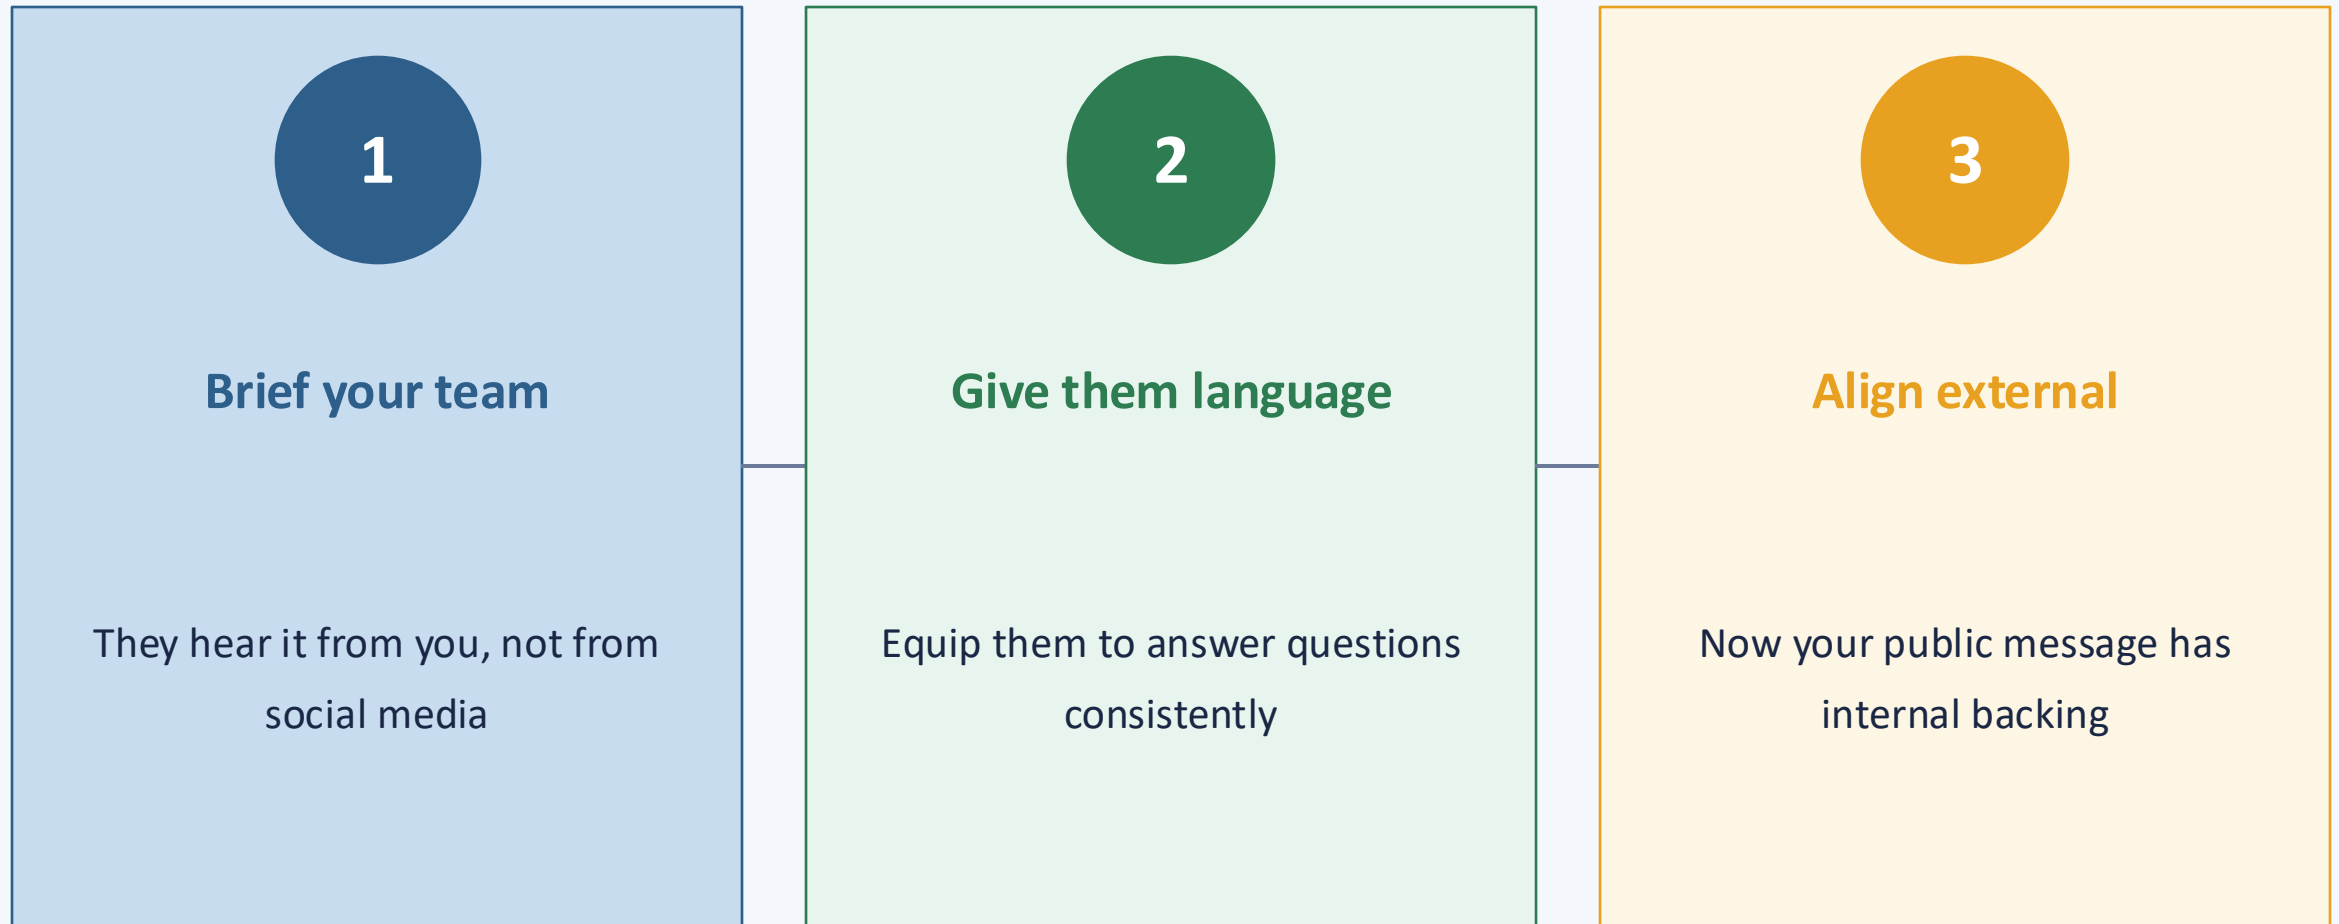 1
Brief your team
They hear it from you, not from
social media
2
Give them language
Equip them to answer questions
consistently
3
Align external
Now your public message has
internal backing